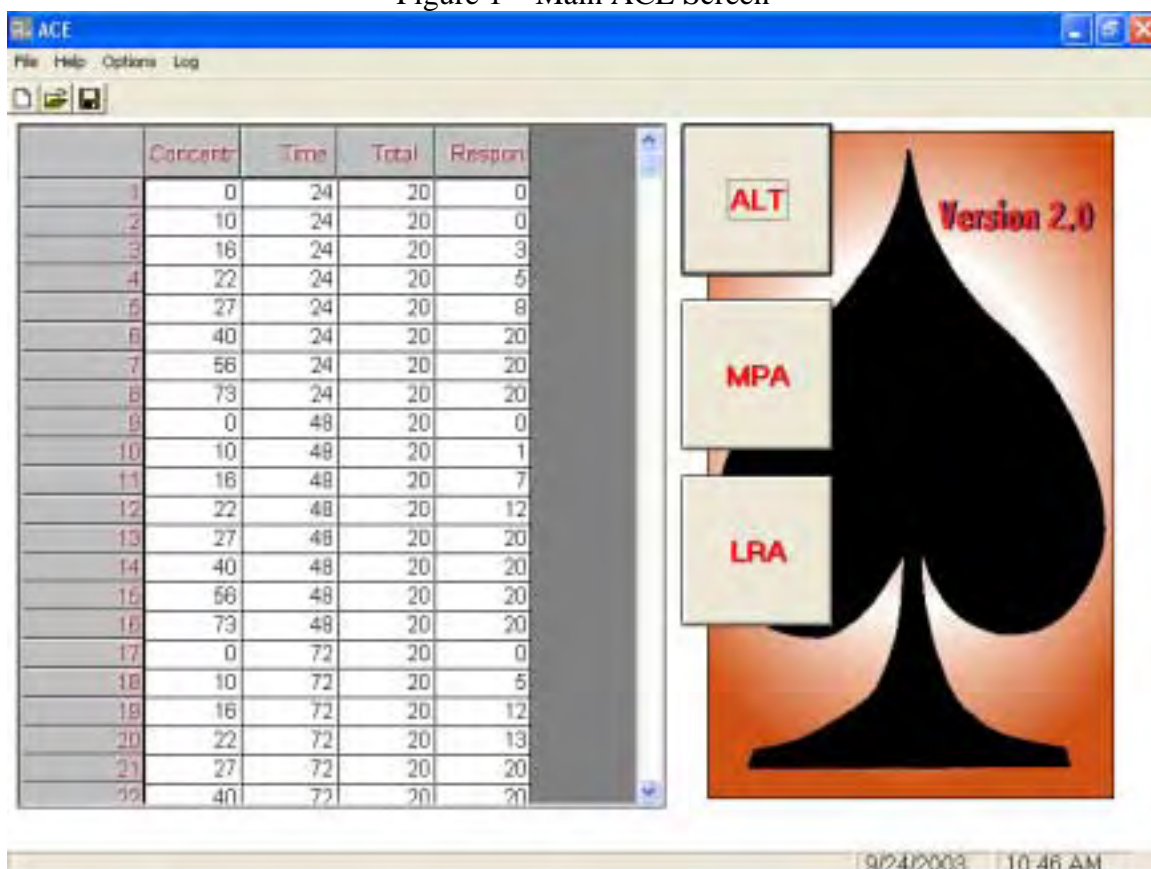 Figure 1 – Main ACE Screen
ACE
File Help Options Log
Concentr Time Total Respon
1 0 24 20 0
2 10 24 20 0
3 16 24 20 3
4 22 24 20 5
5 27 24 20 8
6 40 24 20 20
7 56 24 20 20
8 73 24 20 20
9 0 48 20 0
10 10 48 20 1
11 16 48 20 7
12 22 48 20 12
13 27 48 20 20
14 40 48 20 20
15 56 48 20 20
16 73 48 20 20
17 0 72 20 0
18 10 72 20 5
19 16 72 20 12
20 22 72 20 13
21 27 72 20 20
22 40 72 20 20
ALT
Version 2.0
MPA
LRA
9/24/2003 10:46 AM